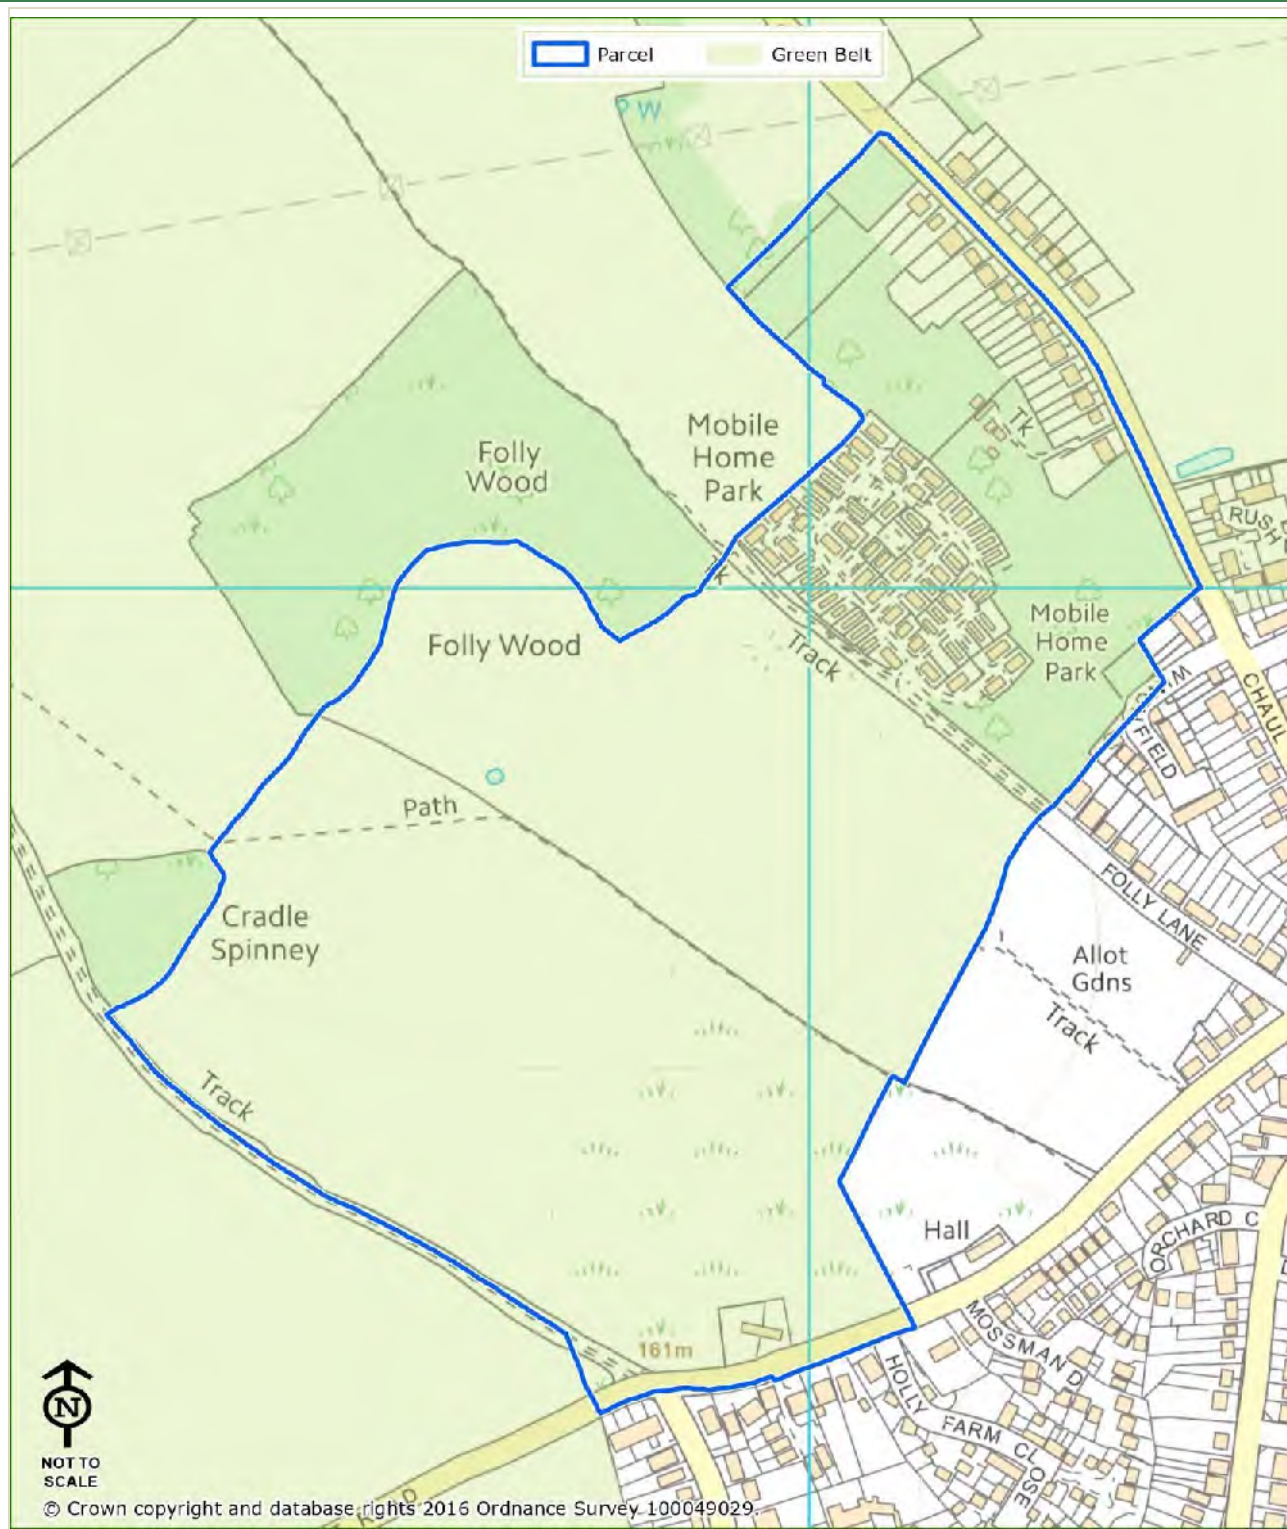 Parcel
Green Belt
P W
Mobile
Home
Park
Folly
Wood
Tk
RUSH
Folly Wood
Track
Mobile
Home
Park
CHAUL
FIELD
Path
FOLLY LANE
Cradle
Spinney
Allot
Gdns
Track
Track
Hall
ORCHARD C
MOSSMAN D
161m
HOLLY FARM CLOSE
N
NOT TO
SCALE
© Crown copyright and database rights 2016 Ordnance Survey 100049029.